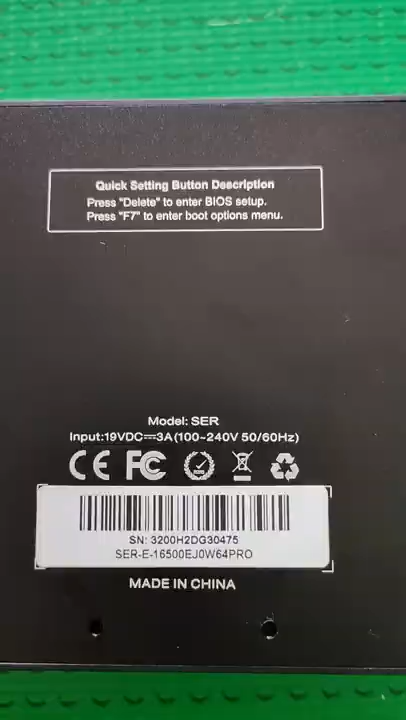 Quick Setting Button Description
Press "Delete" to enter BIOS setup.
Press "F7" to enter boot options menu.
Model: SER
Input:19VDC⎓3A(100~240V 50/60Hz)
CE FC
SN: 3200H2DG30475
SER-E-16500EJ0W64PRO
MADE IN CHINA